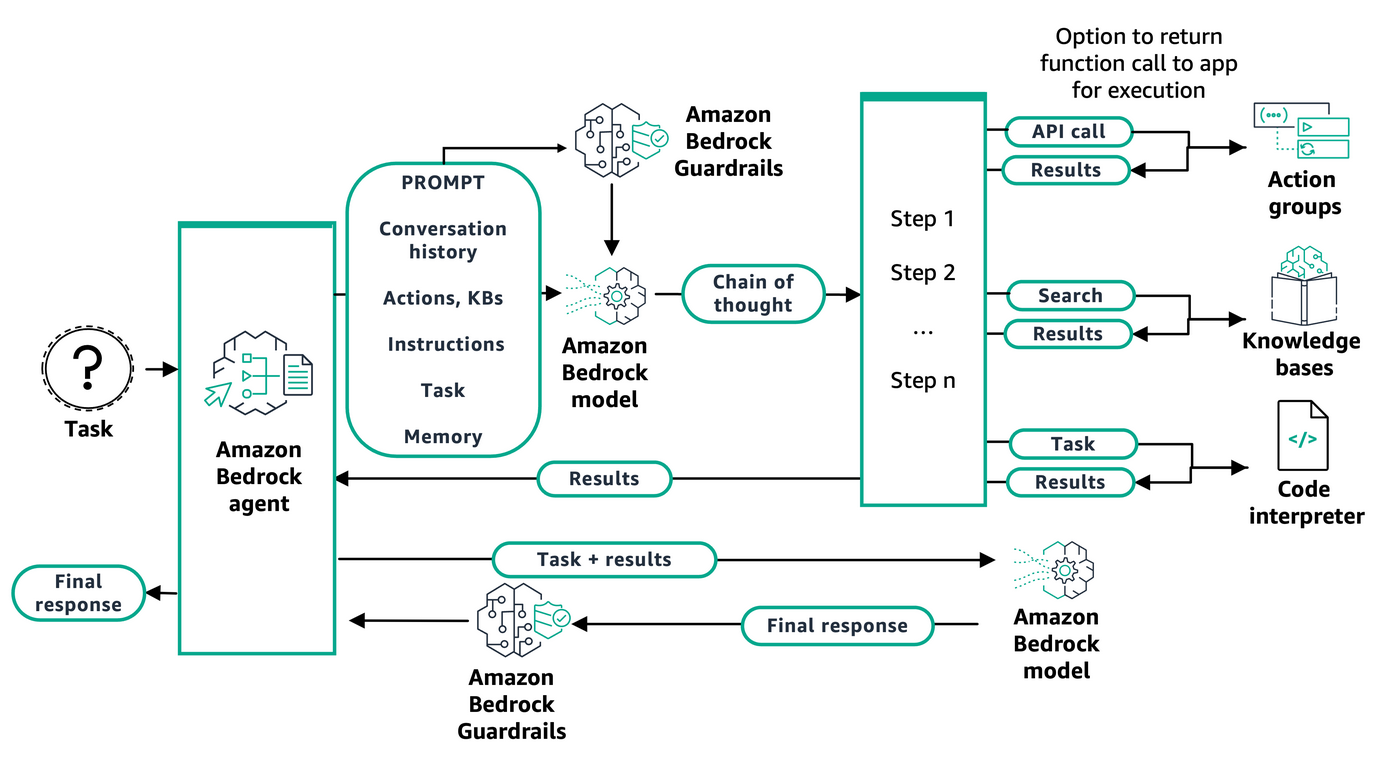 Option to return
function call to app
for execution
Amazon
Bedrock
Guardrails
API call
Results
Action
groups
PROMPT
Conversation
history
Actions, KBs
Instructions
Task
Memory
Amazon
Bedrock
model
Chain of
thought
Step 1
Step 2
...
Step n
Search
Results
Knowledge
bases
?
Task
Amazon
Bedrock
agent
Results
Task
Results
</>
Code
interpreter
Task + results
Final
response
Final response
Amazon
Bedrock
model
Amazon
Bedrock
Guardrails
(...)